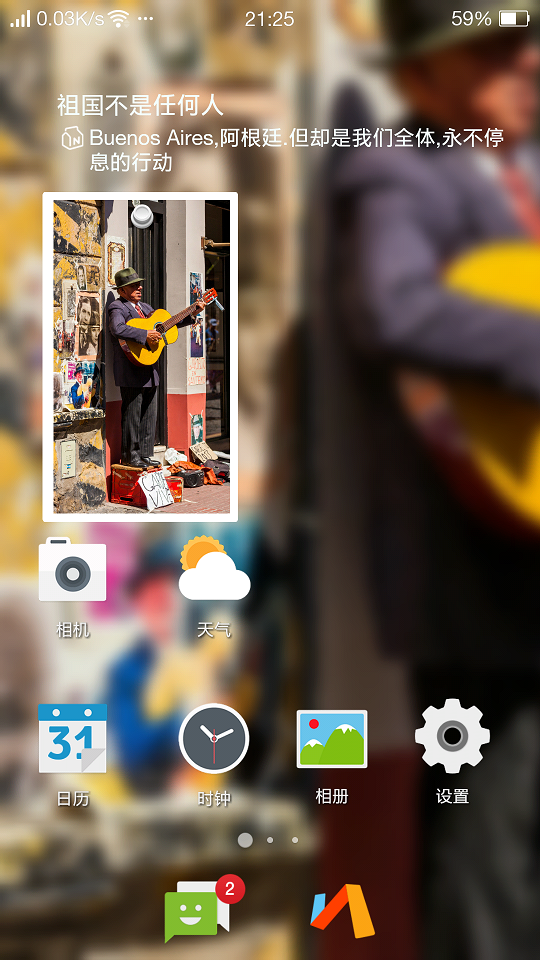 0.03K/s ... 21:25 59%
祖国不是任何人
IN Buenos Aires,阿根廷.但却是我们全体,永不停
息的行动
相机 天气
31
日历 时钟 相册 设置
2